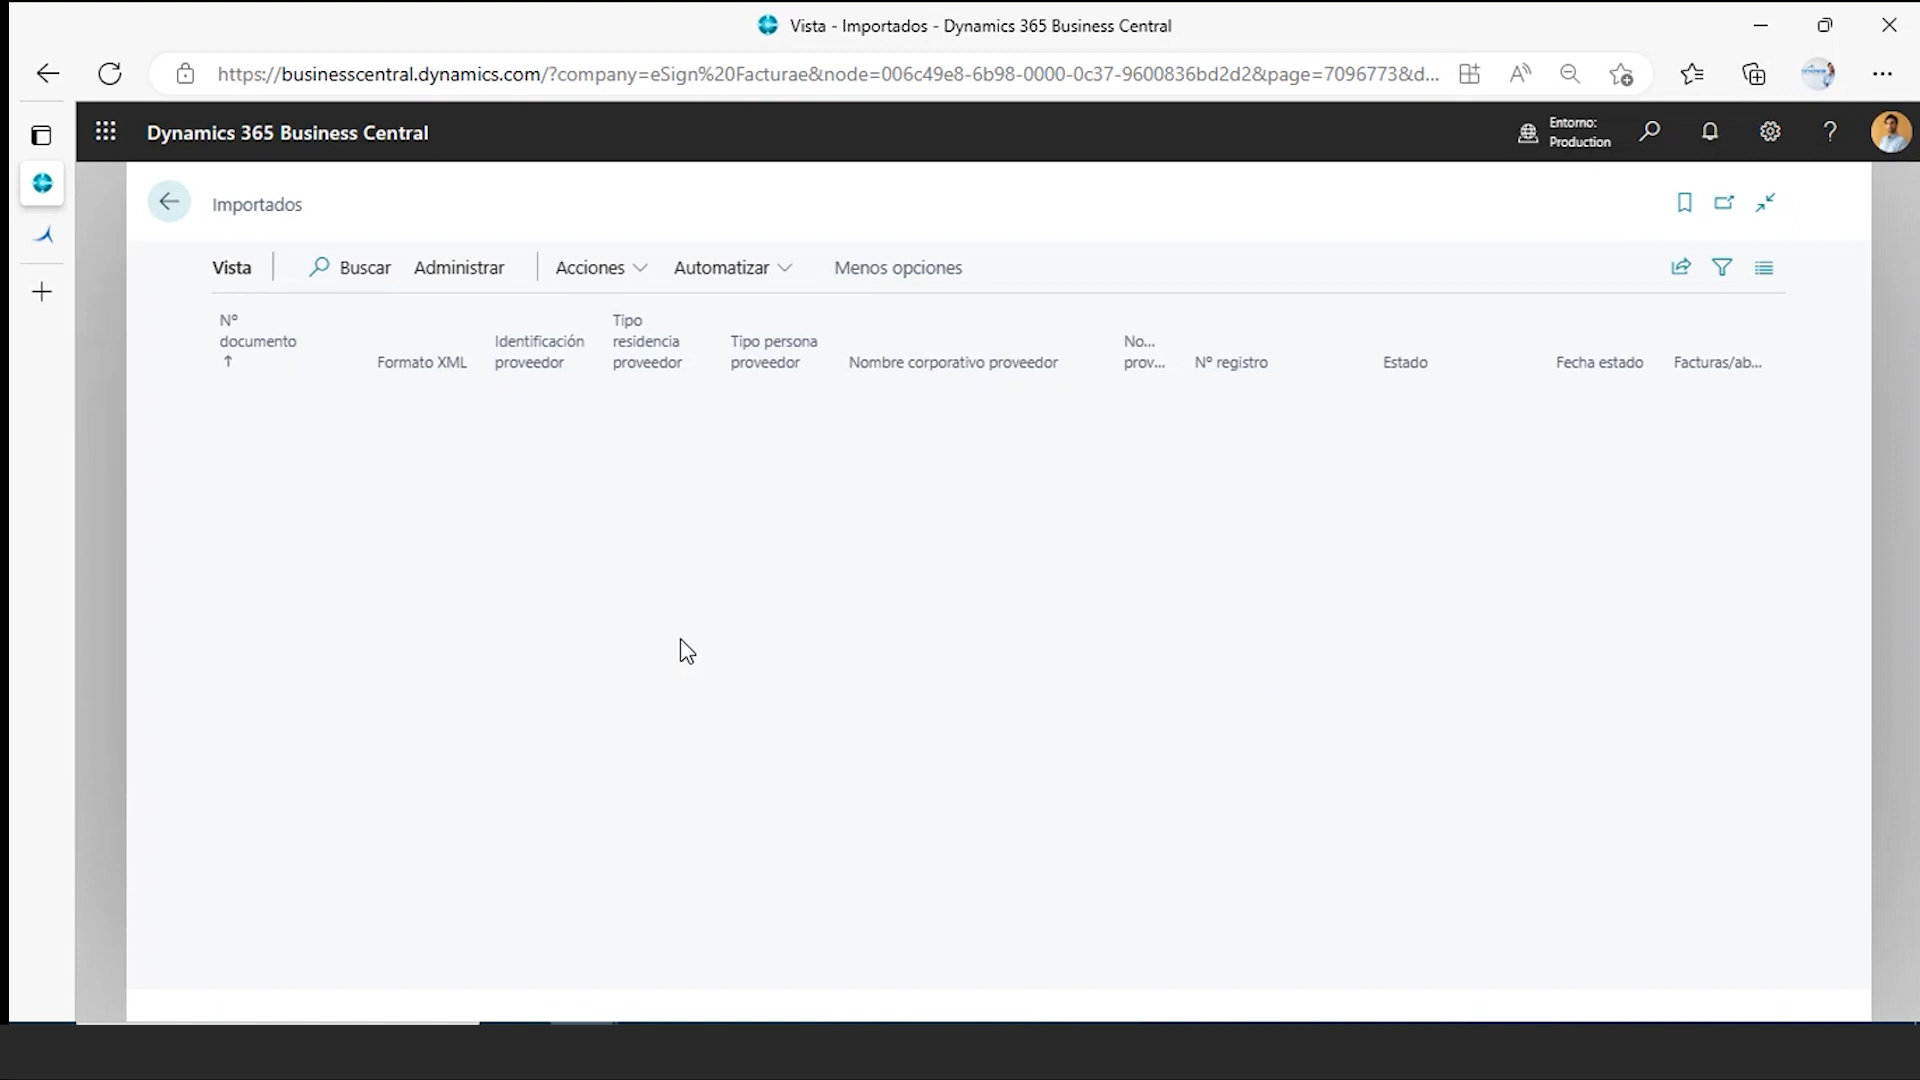 Vista - Importados - Dynamics 365 Business Central
https://businesscentral.dynamics.com/?company=eSign%20Facturae&node=006c49e8-6b98-0000-0c37-9600836bd2d2&page=7096773&d...
Dynamics 365 Business Central
Entorno:
Production
Importados
Vista Buscar Administrar Acciones Automatizar Menos opciones
Nº
documento
↑
Formato XML
Identificación
proveedor
Tipo
residencia
proveedor
Tipo persona
proveedor
Nombre corporativo proveedor
No...
prov...
Nº registro
Estado
Fecha estado
Facturas/ab...